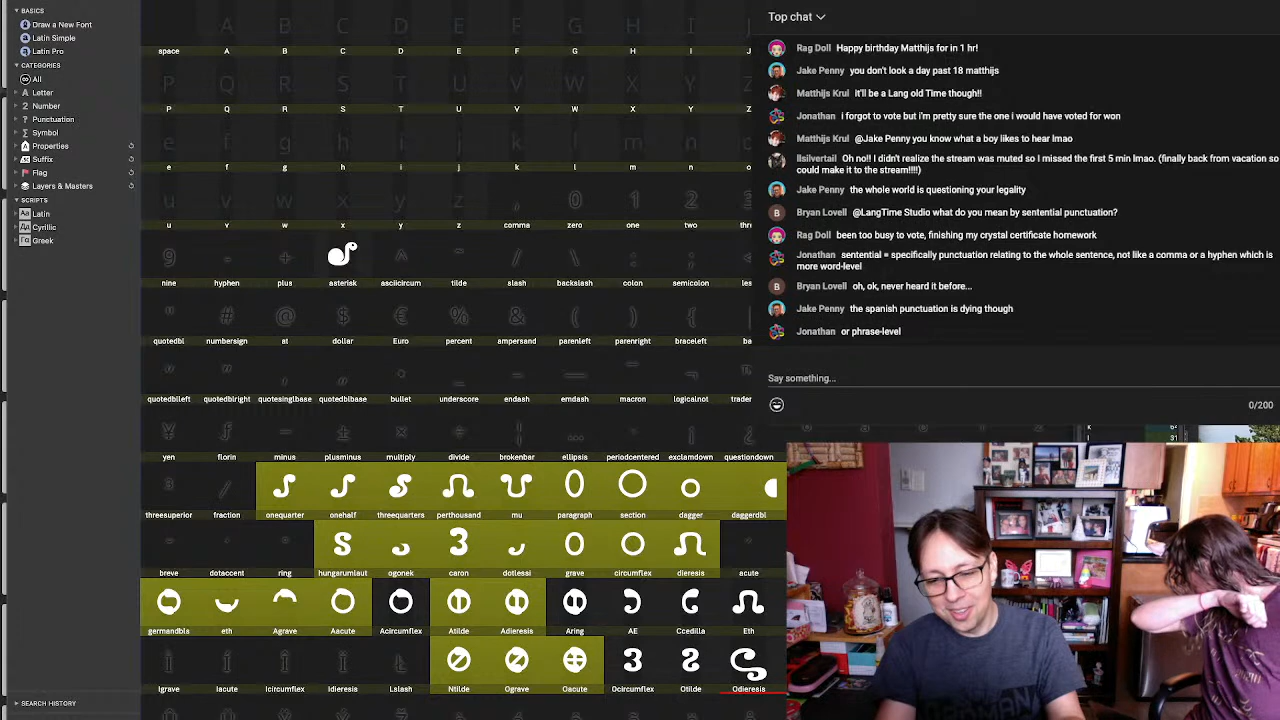 BASICS
Draw a New Font
Latin Simple
Latin Pro
CATEGORIES
All
Letter
Number
Punctuation
Symbol
Properties
Suffix
Flag
Layers & Masters
SCRIPTS
Latin
Cyrillic
Greek
SEARCH HISTORY
A B C D E F G H I J
space A B C D E F G H I J
P Q R S T U V W X Y Z
P Q R S T U V W X Y Z
e f g h i j k l m n o
e f g h i j k l m n o
u v w x y z , 0 1 2 3
u v w x y z comma zero one two thre
9 - + ^ ~ / \ : ; <
nine hyphen plus asterisk asciicircum tilde slash backslash colon semicolon les
" # @ $ € % & ( ) { |
quotedbl numbersign at dollar Euro percent ampersand parenleft parenright braceleft ba
quotedblleft quotedblright quotesinglbase quotedblbase bullet underscore endash emdash macron logicalnot trader
¥ ƒ − ± × ÷ ¦ … · ¡ ¿
yen florin minus plusminus multiply divide brokenbar ellipsis periodcentered exclamdown questiondown
threesuperior fraction onequarter onehalf threequarters perthousand mu paragraph section dagger daggerdbl
breve dotaccent ring hungarumlaut ogonek caron dotlessi grave circumflex dieresis acute
germandbls eth Agrave Aacute Acircumflex Atilde Adieresis Aring AE Ccedilla Eth
Igrave Iacute Icircumflex Idieresis Lslash Ntilde Ograve Oacute Ocircumflex Otilde Odieresis
Top chat
Rag Doll Happy birthday Matthijs for in 1 hr!
Jake Penny you don't look a day past 18 matthijs
Matthijs Krul it'll be a Lang old Time though!!
Jonathan i forgot to vote but i'm pretty sure the one i would have voted for won
Matthijs Krul @Jake Penny you know what a boy likes to hear lmao
llsilvertail Oh no!! I didn't realize the stream was muted so I missed the first 5 min lmao. (finally back from vacation so
could make it to the stream!!!!)
Jake Penny the whole world is questioning your legality
B
Bryan Lovell @LangTime Studio what do you mean by sentential punctuation?
Rag Doll been too busy to vote, finishing my crystal certificate homework
Jonathan sentential = specifically punctuation relating to the whole sentence, not like a comma or a hyphen which is
more word-level
B
Bryan Lovell oh, ok, never heard it before...
Jake Penny the spanish punctuation is dying though
Jonathan or phrase-level
Say something...
0/200